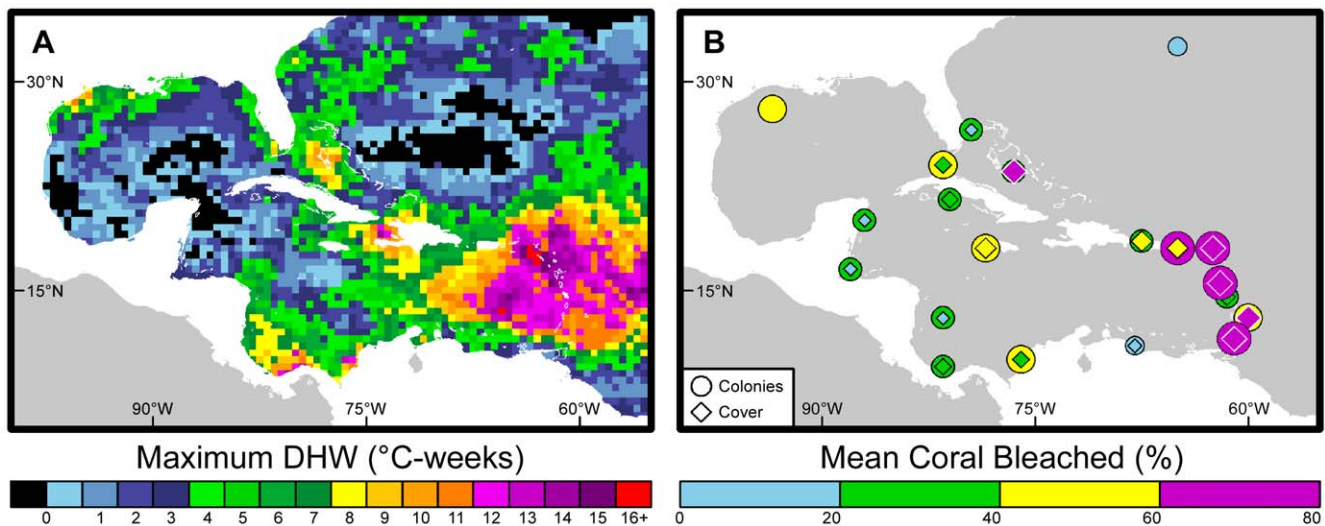 A
B
30°N
15°N
90°W 75°W 60°W
30°N
15°N
Colonies
Cover
90°W 75°W 60°W
Maximum DHW (°C-weeks)
0 1 2 3 4 5 6 7 8 9 10 11 12 13 14 15 16+
Mean Coral Bleached (%)
0 20 40 60 80